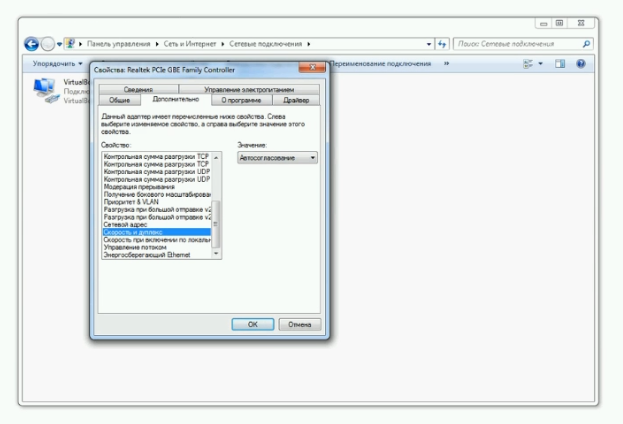 Панель управления ▸ Сеть и Интернет ▸ Сетевые подключения ▸
Поиск: Сетевые подключения
Упорядочить
Переименование подключения »
VirtualB
Подключ
VirtualB
Свойства: Realtek PCIe GBE Family Controller
Сведения
Управление электропитанием
Общие
Дополнительно
О программе
Драйвер
Данный адаптер имеет перечисленные ниже свойства. Слева
выберите изменяемое свойство, а справа выберите значение этого
свойства.
Свойство:
Значение:
Контрольная сумма разгрузки TCP
Автосогласование
Контрольная сумма разгрузки TCP
Контрольная сумма разгрузки UDP
Контрольная сумма разгрузки UDP
Модерация прерывания
Получение бокового масштабирован
Приоритет & VLAN
Разгрузка при большой отправке v2
Разгрузка при большой отправке v2
Сетевой адрес
Скорость и дуплекс
Скорость при включении по локальн
Управление потоком
Энергосберегающий Ethernet
OK
Отмена